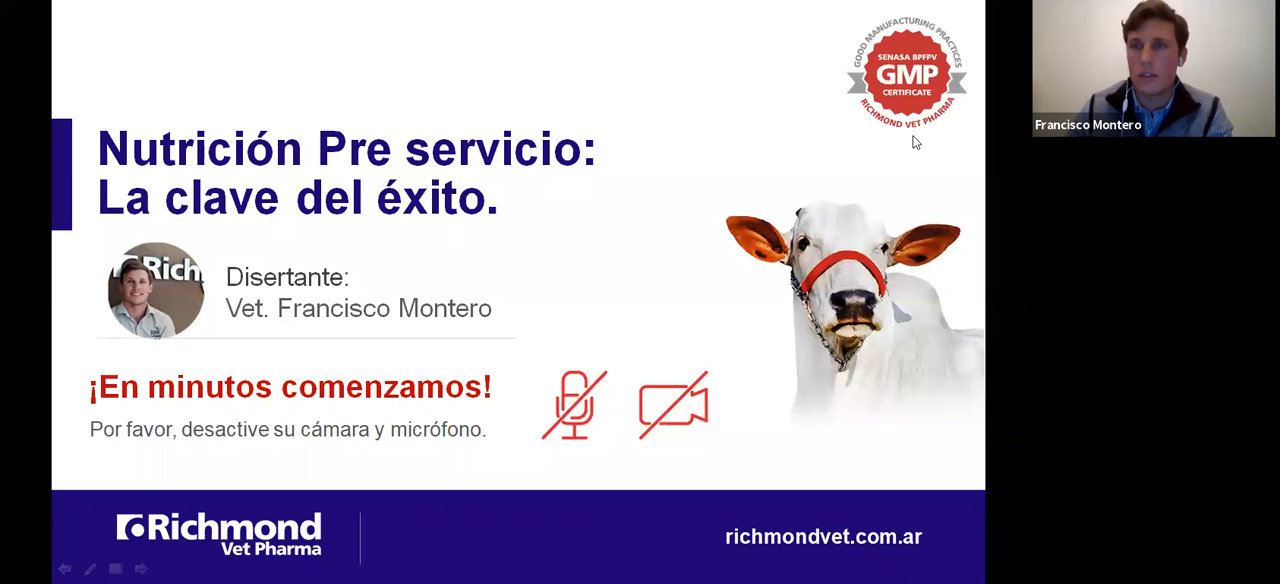 GOOD MANUFACTURING PRACTICES
SENASA BPFPV
GMP
CERTIFICATE
RICHMOND VET PHARMA
Francisco Montero
Nutrición Pre servicio:
La clave del éxito.
Rich
Disertante:
Vet. Francisco Montero
¡En minutos comenzamos!
Por favor, desactive su cámara y micrófono.
Richmond
Vet Pharma
richmondvet.com.ar